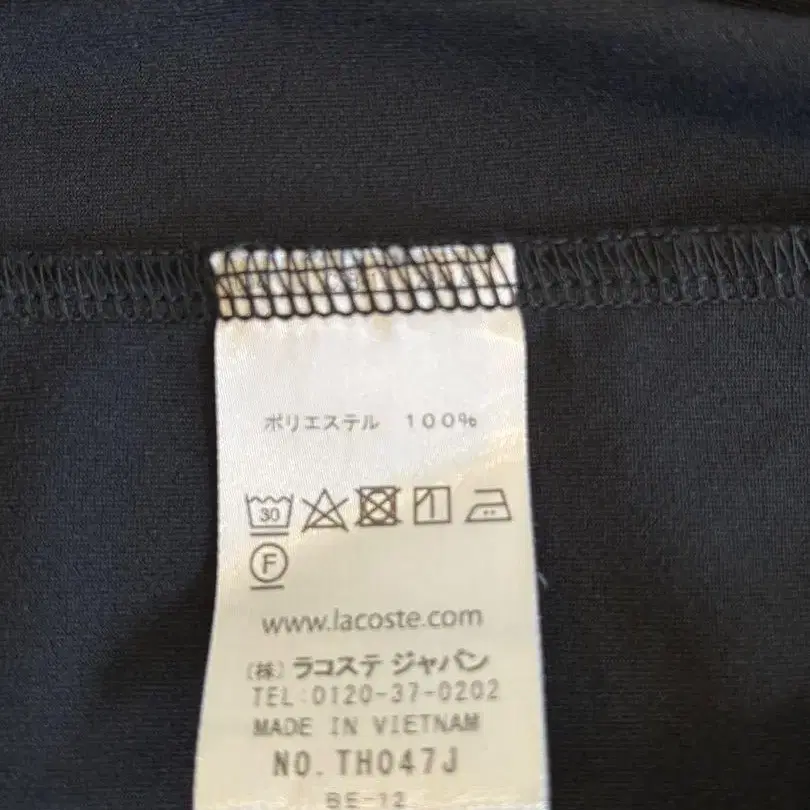 ポリエステル 100%
30
F
www.lacoste.com
(株) ラコステ ジャパン
TEL:0120-37-0202
MADE IN VIETNAM
NO. TH047J
BE-12